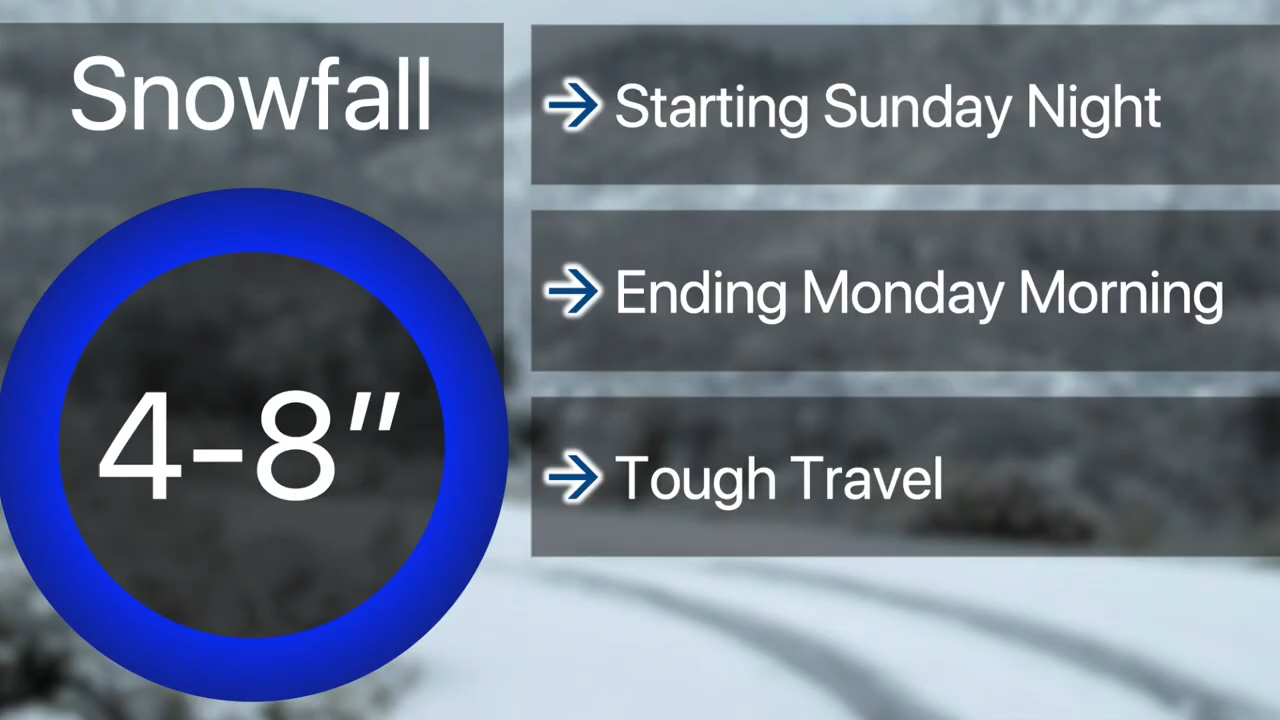 Snowfall
4-8"
Starting Sunday Night
Ending Monday Morning
Tough Travel